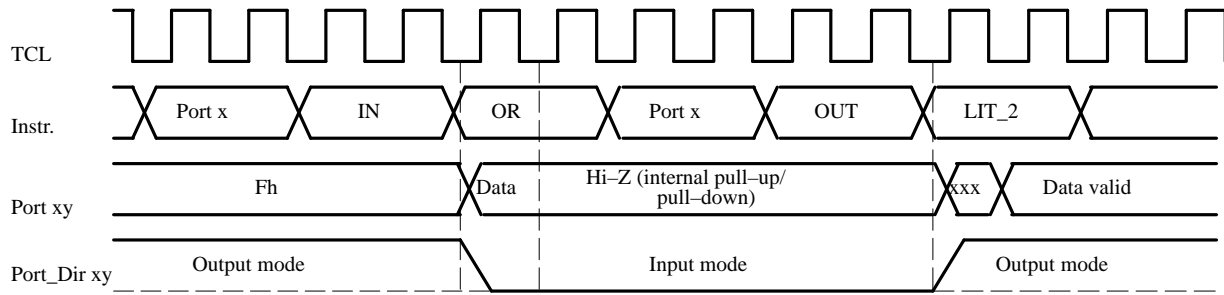 TCL
Instr.
Port x
IN
OR
Port x
OUT
LIT_2
Port xy
Fh
Data
Hi–Z (internal pull–up/
pull–down)
xxx
Data valid
Port_Dir xy
Output mode
Input mode
Output mode